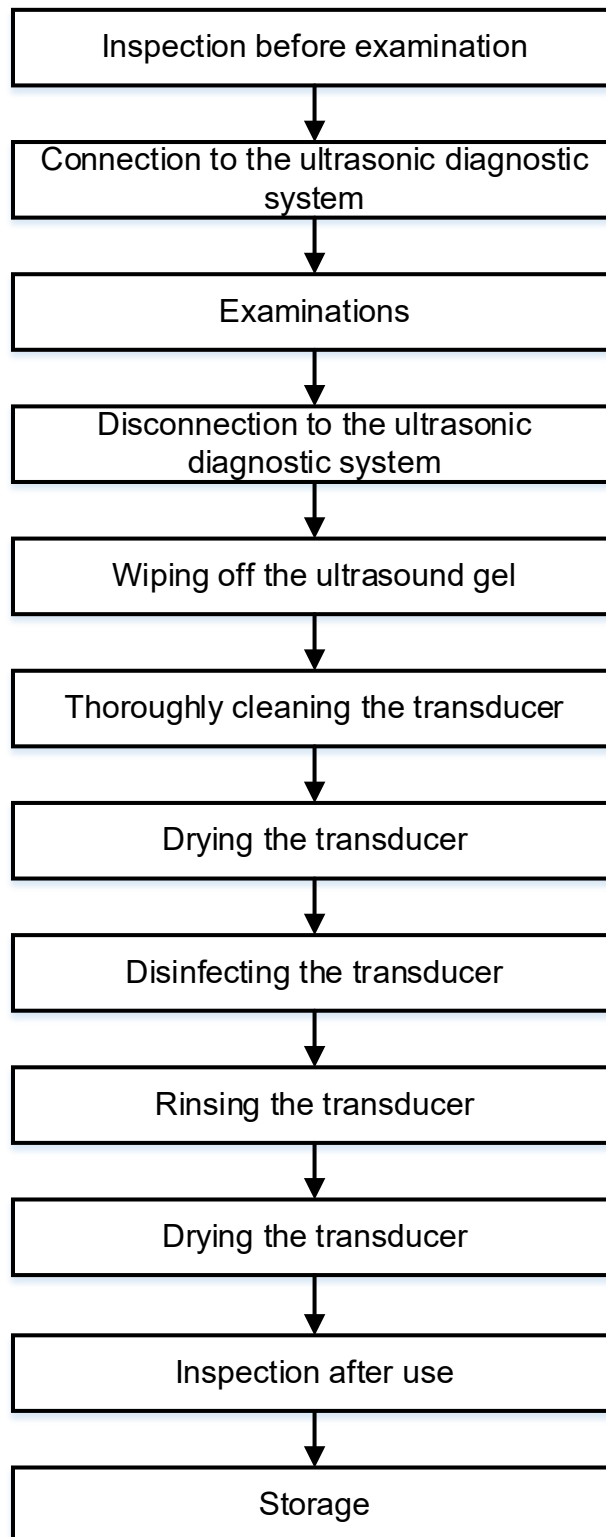 Inspection before examination
Connection to the ultrasonic diagnostic
system
Examinations
Disconnection to the ultrasonic
diagnostic system
Wiping off the ultrasound gel
Thoroughly cleaning the transducer
Drying the transducer
Disinfecting the transducer
Rinsing the transducer
Drying the transducer
Inspection after use
Storage